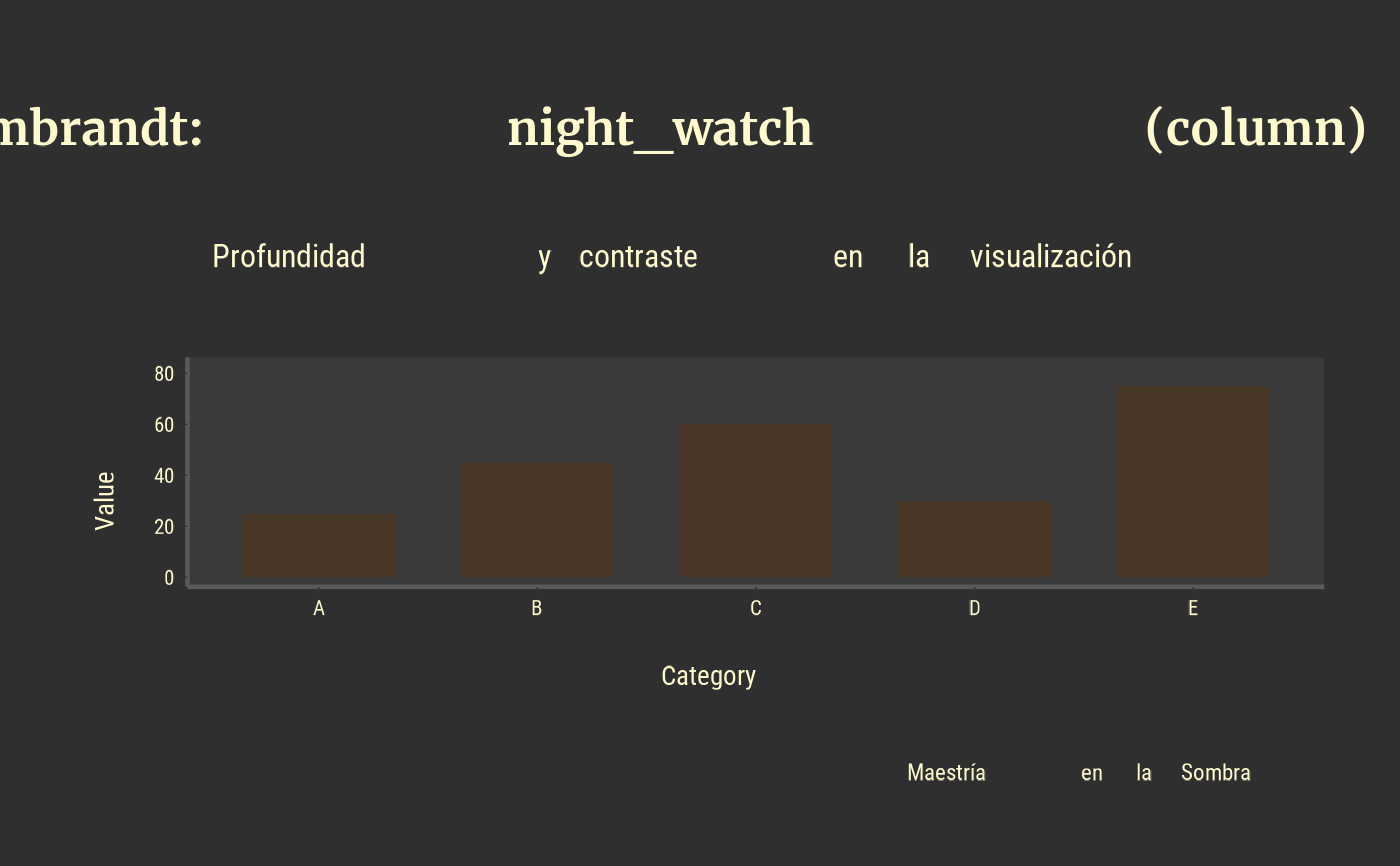 mbrandt: night_watch (column)
Profundidad y contraste en la visualización
80
60
40
20
0
Value
A B C D E
Category
Maestría en la Sombra